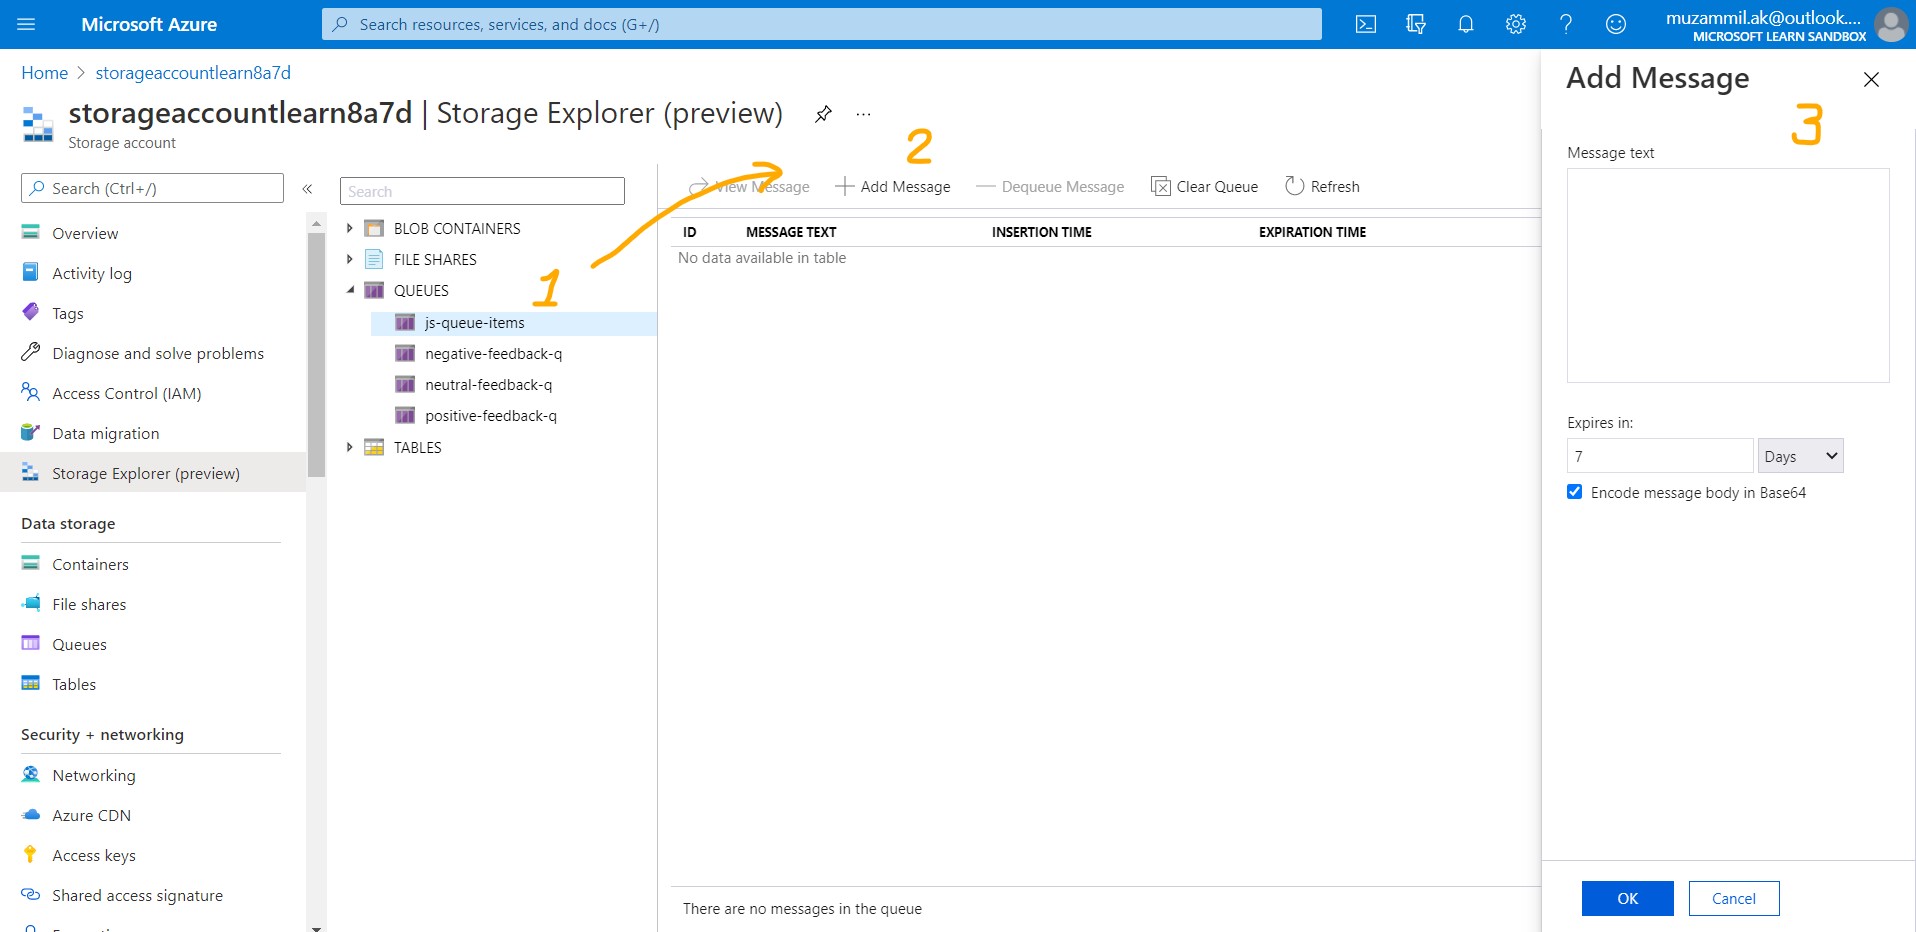 Microsoft Azure
Search resources, services, and docs (G+/)
muzammil.ak@outlook....
MICROSOFT LEARN SANDBOX
Home > storageaccountlearn8a7d
storageaccountlearn8a7d | Storage Explorer (preview)
...
Storage account
Search (Ctrl+/)
«
Overview
Activity log
Tags
Diagnose and solve problems
Access Control (IAM)
Data migration
Storage Explorer (preview)
Data storage
Containers
File shares
Queues
Tables
Security + networking
Networking
Azure CDN
Access keys
Shared access signature
Search
BLOB CONTAINERS
FILE SHARES
QUEUES
1
js-queue-items
negative-feedback-q
neutral-feedback-q
positive-feedback-q
TABLES
2
View Message Add Message Dequeue Message Clear Queue Refresh
ID MESSAGE TEXT INSERTION TIME EXPIRATION TIME
No data available in table
There are no messages in the queue
Add Message
3
Message text
Expires in:
7 Days
Encode message body in Base64
OK Cancel